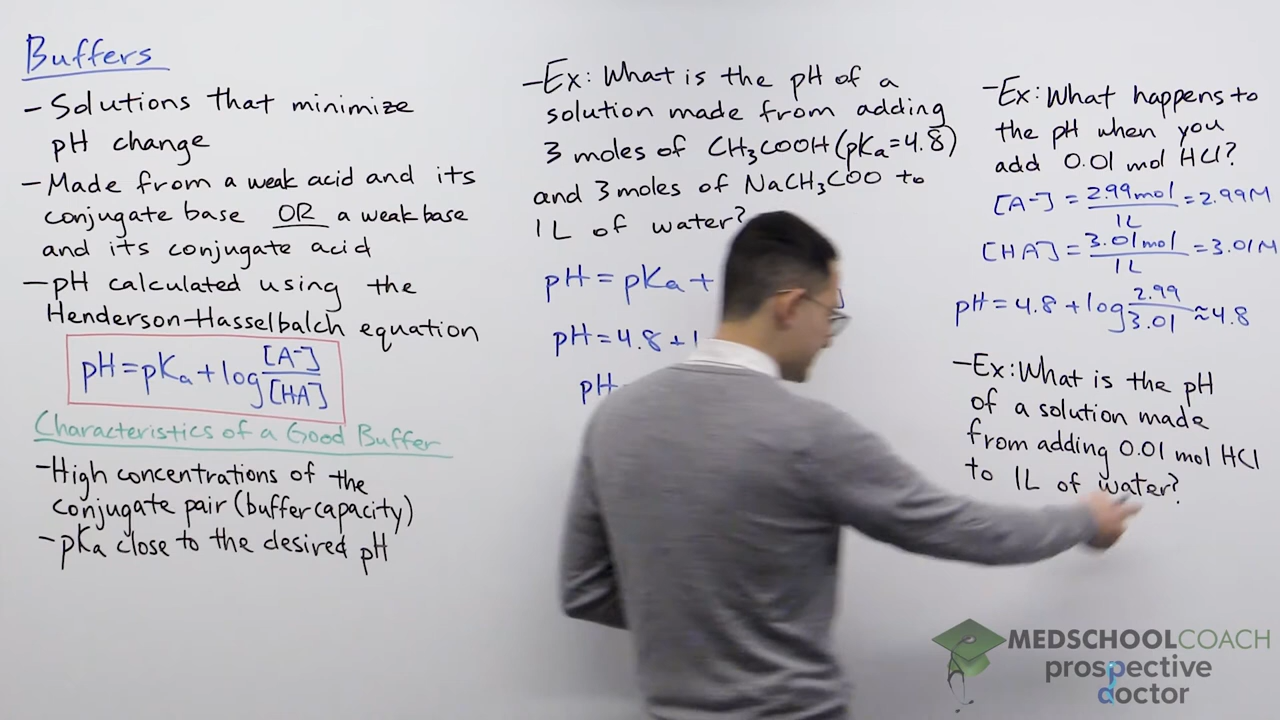 Buffers
- Solutions that minimize
pH change
- Made from a weak acid and its
conjugate base OR a weak base
and its conjugate acid
- pH calculated using the
Henderson-Hasselbalch equation
pH = pKa + log [A-]/[HA]
Characteristics of a Good Buffer
- High concentrations of the
conjugate pair (buffer capacity)
- pKa close to the desired pH
- Ex: What is the pH of a
solution made from adding
3 moles of CH3COOH (pKa = 4.8)
and 3 moles of NaCH3COO to
1L of water?
pH = pKa +
pH = 4.8 + l
pH
- Ex: What happens to
the pH when you
add 0.01 mol HCl?
[A-] = 2.99 mol/1L = 2.99M
[HA] = 3.01 mol/1L = 3.01M
pH = 4.8 + log 2.99/3.01 ≈ 4.8
- Ex: What is the pH
of a solution made
from adding 0.01 mol HCl
to 1L of water?
MEDSCHOOLCOACH
prospective
doctor